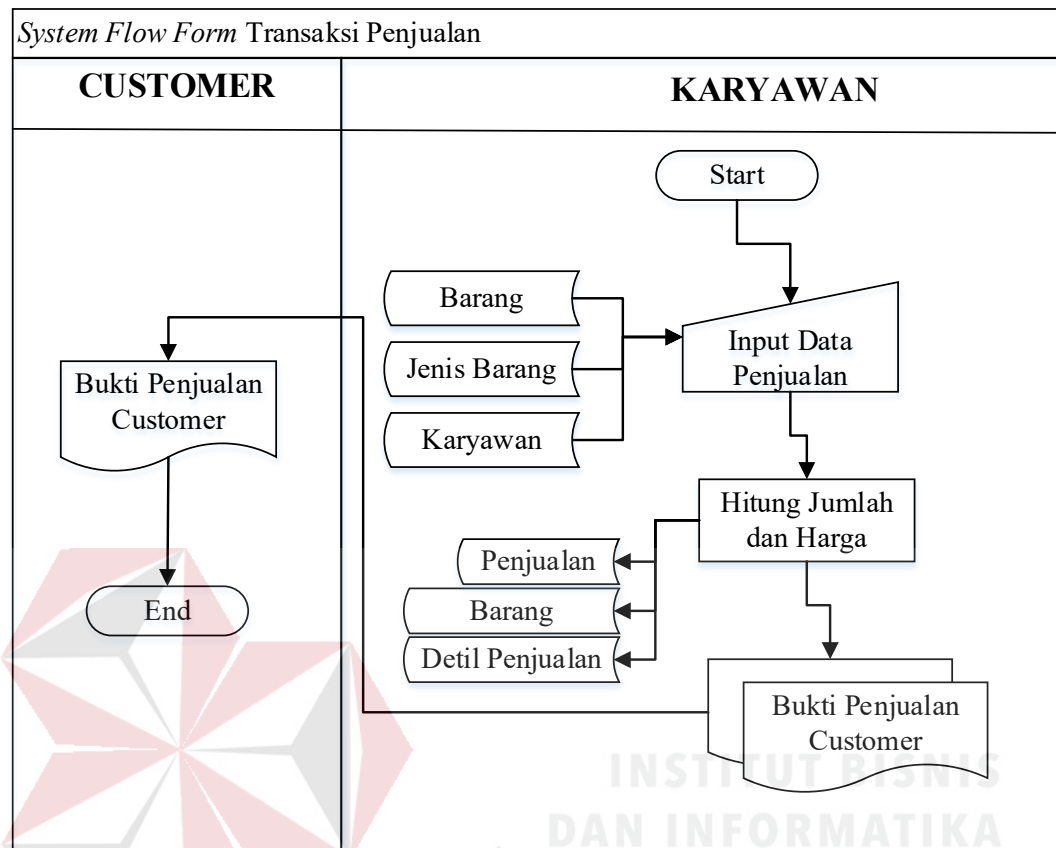 System Flow Form Transaksi Penjualan
CUSTOMER
KARYAWAN
Start
Barang
Jenis Barang
Karyawan
Input Data
Penjualan
Bukti Penjualan
Customer
Hitung Jumlah
dan Harga
Penjualan
Barang
Detil Penjualan
End
Bukti Penjualan
Customer
INSTITUT BISNIS
DAN INFORMATIKA